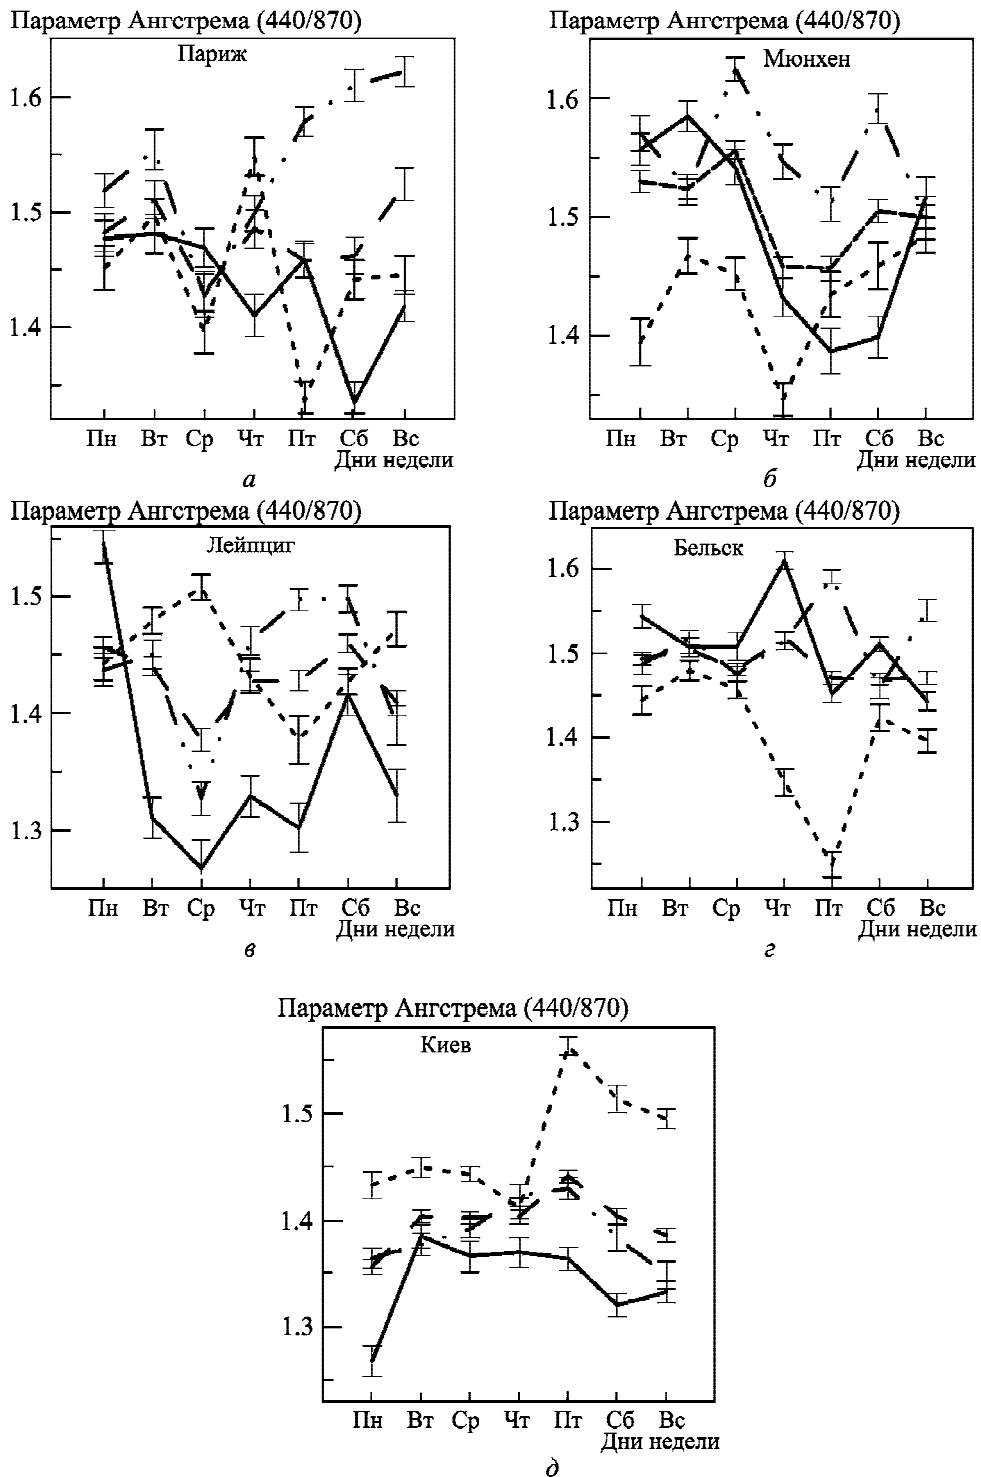 Параметр Ангстрема (440/870)
Париж
1.6
1.5
1.4
Пн Вт Ср Чт Пт Сб Вс
Дни недели
а
Параметр Ангстрема (440/870)
Мюнхен
1.6
1.5
1.4
Пн Вт Ср Чт Пт Сб Вс
Дни недели
б
Параметр Ангстрема (440/870)
Лейпциг
1.5
1.4
1.3
Пн Вт Ср Чт Пт Сб Вс
Дни недели
в
Параметр Ангстрема (440/870)
Бельск
1.6
1.5
1.4
1.3
Пн Вт Ср Чт Пт Сб Вс
Дни недели
г
Параметр Ангстрема (440/870)
Киев
1.5
1.4
1.3
Пн Вт Ср Чт Пт Сб Вс
Дни недели
д